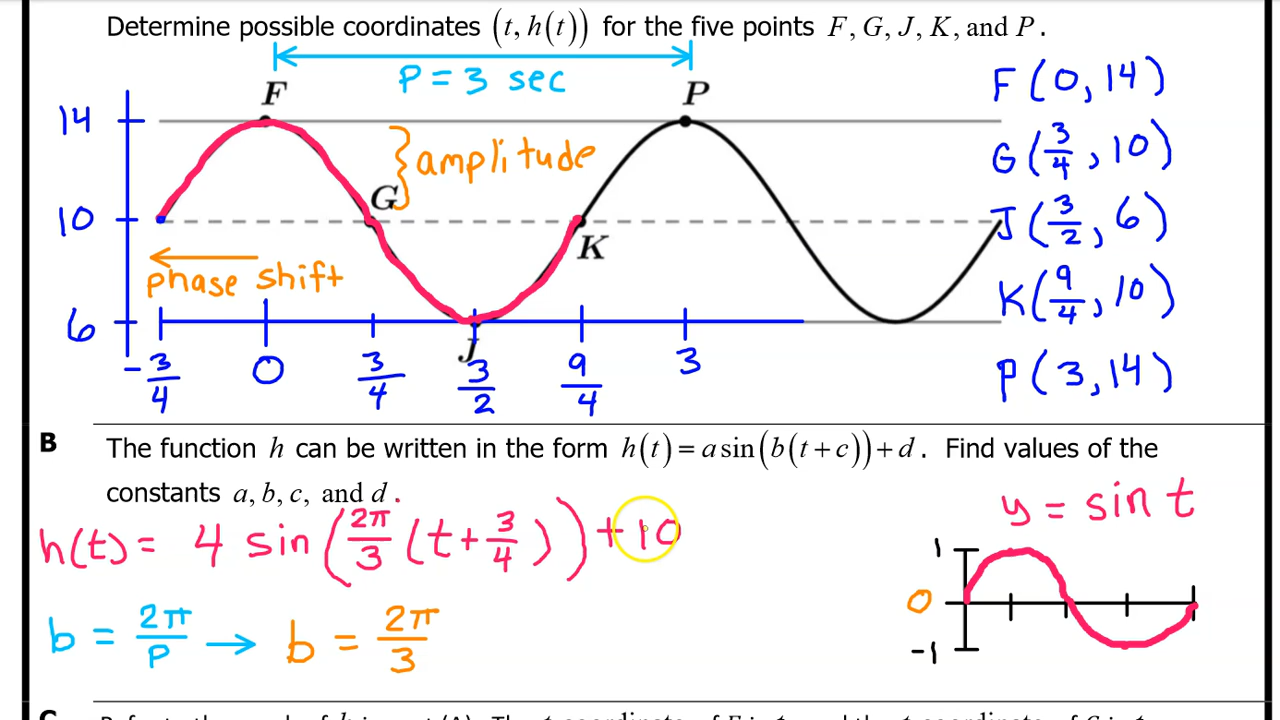 Determine possible coordinates (t, h(t)) for the five points F, G, J, K, and P.
P = 3 sec
F
P
F(0, 14)
14
} amplitude
G(3/4, 10)
G
10
J(3/2, 6)
K
phase shift
K(9/4, 10)
6
J
-3/4 0 3/4 3/2 9/4 3
P(3, 14)
B The function h can be written in the form h(t) = a sin(b(t + c)) + d. Find values of the
constants a, b, c, and d.
y = sin t
h(t) = 4 sin(2π/3 (t + 3/4)) + 10
1
0
-1
b = 2π/P → b = 2π/3